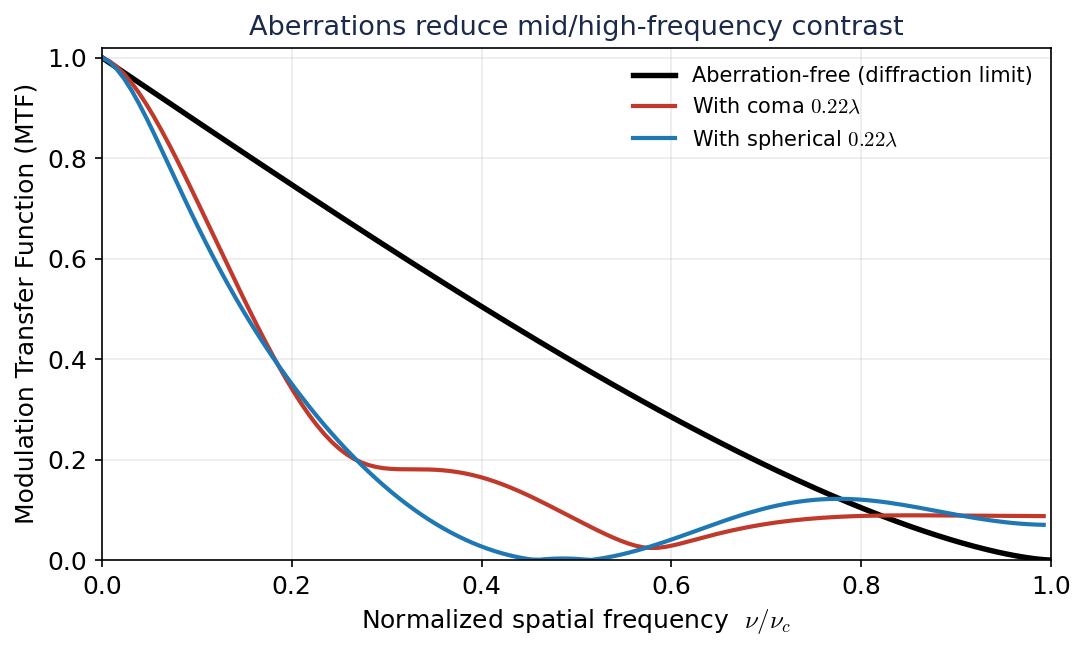 Aberrations reduce mid/high-frequency contrast
Modulation Transfer Function (MTF)
1.0
0.8
0.6
0.4
0.2
0.0
Aberration-free (diffraction limit)
With coma 0.22λ
With spherical 0.22λ
0.0 0.2 0.4 0.6 0.8 1.0
Normalized spatial frequency ν/νc